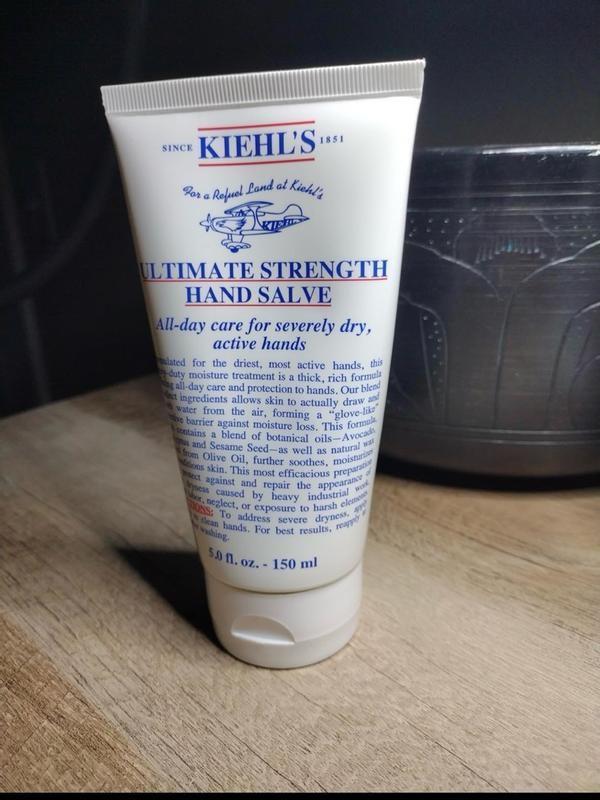 SINCE KIEHL'S 1851
For a Refuel Land at Kiehl's
KIEHL'S
ULTIMATE STRENGTH
HAND SALVE
All-day care for severely dry,
active hands
for the driest, most active hands, this
moisture treatment is a thick, rich formula
all-day care and protection to hands. Our blend
ingredients allows skin to actually draw and
water from the air, forming a "glove-like"
barrier against moisture loss. This formula,
contains a blend of botanical oils—Avocado,
and Sesame Seed—as well as natural wax
from Olive Oil, further soothes, moisturizes
skin. This most efficacious preparation
against and repair the appearance of
caused by heavy industrial work,
neglect, or exposure to harsh elements
To address severe dryness,
clean hands. For best results, reapply
washing.
5.0 fl. oz. - 150 ml